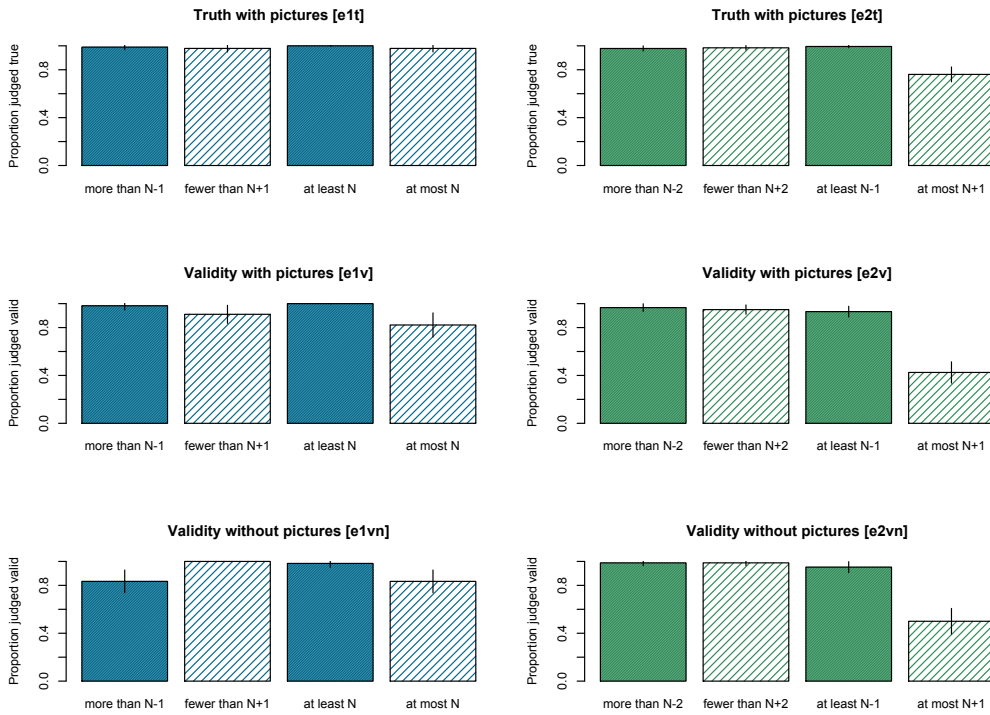 Truth with pictures [e1t]
Proportion judged true
0.0 0.4 0.8
more than N-1 fewer than N+1 at least N at most N
Truth with pictures [e2t]
Proportion judged true
0.0 0.4 0.8
more than N-2 fewer than N+2 at least N-1 at most N+1
Validity with pictures [e1v]
Proportion judged valid
0.0 0.4 0.8
more than N-1 fewer than N+1 at least N at most N
Validity with pictures [e2v]
Proportion judged valid
0.0 0.4 0.8
more than N-2 fewer than N+2 at least N-1 at most N+1
Validity without pictures [e1vn]
Proportion judged valid
0.0 0.4 0.8
more than N-1 fewer than N+1 at least N at most N
Validity without pictures [e2vn]
Proportion judged valid
0.0 0.4 0.8
more than N-2 fewer than N+2 at least N-1 at most N+1